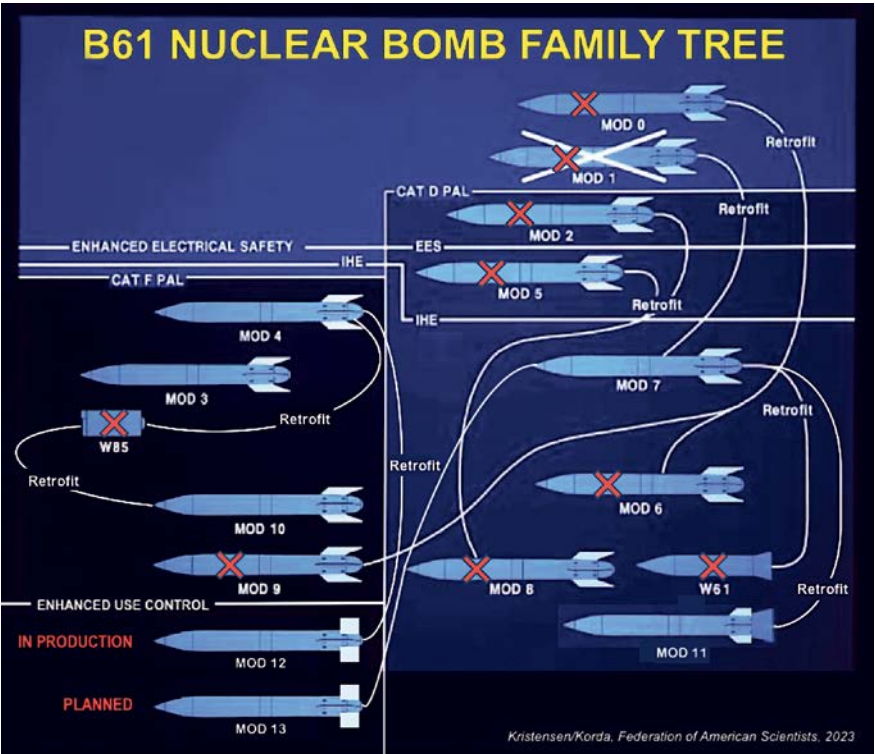 B61 NUCLEAR BOMB FAMILY TREE
MOD 0
Retrofit
MOD 1
CAT D PAL
Retrofit
MOD 2
ENHANCED ELECTRICAL SAFETY
EES
IHE
CAT F PAL
MOD 5
Retrofit
IHE
MOD 4
MOD 7
MOD 3
Retrofit
Retrofit
W85
Retrofit
Retrofit
MOD 10
MOD 6
MOD 9
MOD 8
W61
Retrofit
ENHANCED USE CONTROL
IN PRODUCTION
MOD 12
MOD 11
PLANNED
MOD 13
Kristensen/Korda, Federation of American Scientists, 2023